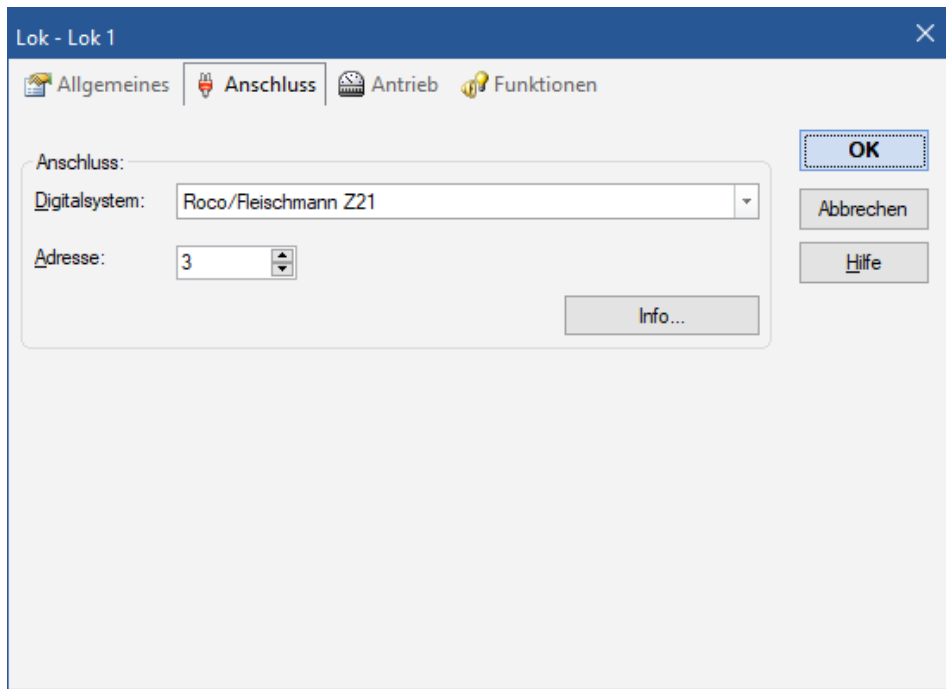 Lok - Lok 1
Allgemeines Anschluss Antrieb Funktionen
Anschluss:
Digitalsystem: Roco/Fleischmann Z21
Adresse: 3
Info...
OK
Abbrechen
Hilfe